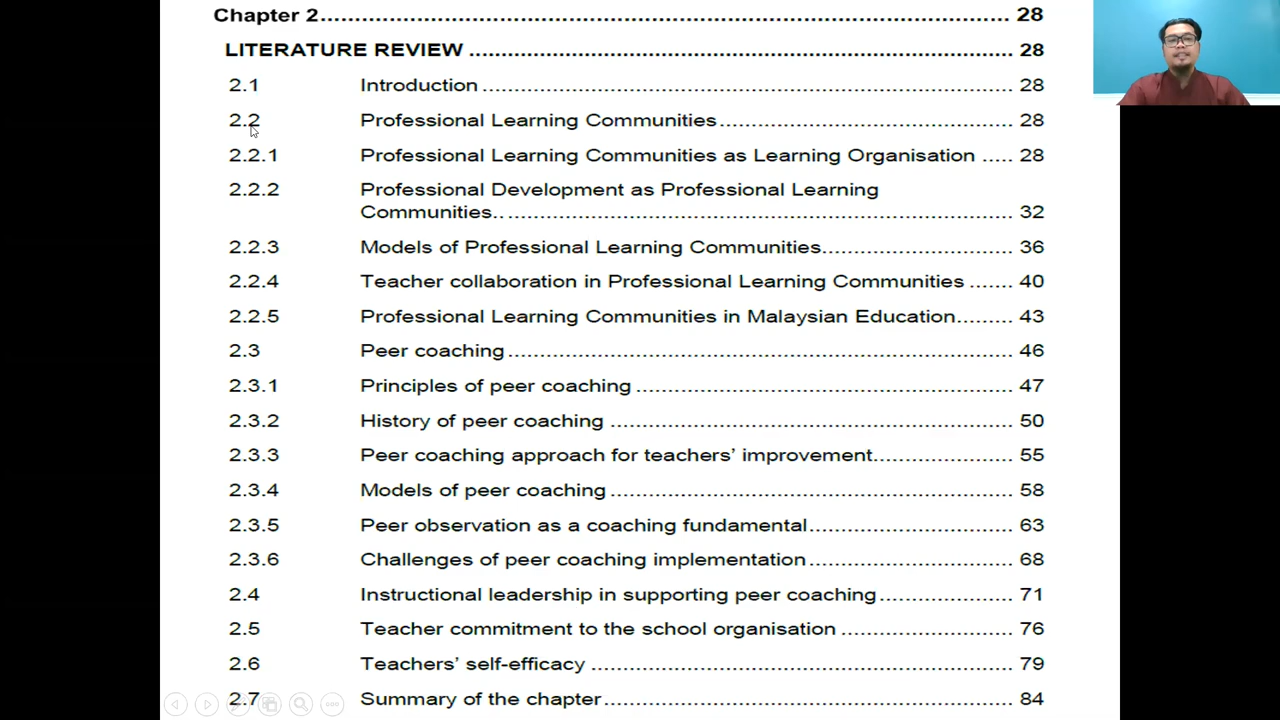 Chapter 2........................................................................................................ 28
LITERATURE REVIEW .................................................................................. 28
2.1 Introduction ................................................................................ 28
2.2 Professional Learning Communities ............................................ 28
2.2.1 Professional Learning Communities as Learning Organisation ..... 28
2.2.2 Professional Development as Professional Learning
Communities.. ............................................................................ 32
2.2.3 Models of Professional Learning Communities............................ 36
2.2.4 Teacher collaboration in Professional Learning Communities ....... 40
2.2.5 Professional Learning Communities in Malaysian Education......... 43
2.3 Peer coaching ............................................................................ 46
2.3.1 Principles of peer coaching ......................................................... 47
2.3.2 History of peer coaching ............................................................. 50
2.3.3 Peer coaching approach for teachers’ improvement..................... 55
2.3.4 Models of peer coaching ............................................................. 58
2.3.5 Peer observation as a coaching fundamental............................... 63
2.3.6 Challenges of peer coaching implementation............................... 68
2.4 Instructional leadership in supporting peer coaching .................... 71
2.5 Teacher commitment to the school organisation .......................... 76
2.6 Teachers’ self-efficacy ................................................................ 79
2.7 Summary of the chapter .............................................................. 84